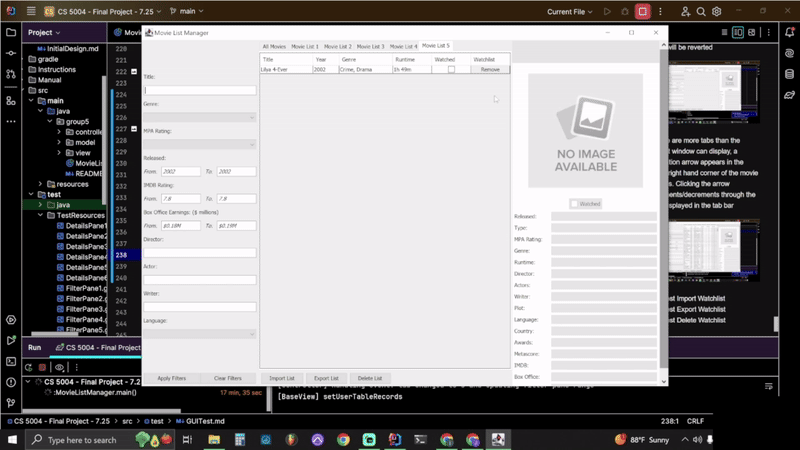 CS 5004 - Final Project - 7.25
main
Current File
Project
InitialDesign.md
gradle
Instructions
Manual
src
main
java
group5
controlle
model
view
MovieLis
README
resources
test
java
TestResources
DetailsPane1
DetailsPane2
DetailsPane3
DetailsPane4
DetailsPane5
DetailsPane6
FilterPane1.g
FilterPane2.g
FilterPane3.g
FilterPane4.g
FilterPane5.g
220
221
222
223
224
225
226
227
228
229
230
231
232
233
234
235
236
237
238
239
240
241
242
243
244
245
Movie List Manager
All Movies Movie List 1 Movie List 2 Movie List 3 Movie List 4 Movie List 5
Title Year Genre Runtime Watched Watchlist
Lilya 4-Ever 2002 Crime, Drama 1h 49m Remove
Title:
Genre:
MPA Rating:
Released:
From: 2002 To: 2002
IMDB Rating:
From: 7.8 To: 7.8
Box Office Earnings: ($ millions)
From: $0.18M To: $0.19M
Director:
Actor:
Writer:
Language:
Apply Filters Clear Filters Import List Export List Delete List
NO IMAGE
AVAILABLE
Watched
Released:
Type:
MPA Rating:
Genre:
Runtime:
Director:
Actors:
Writer:
Plot:
Language:
Country:
Awards:
Metascore:
IMDB:
Box Office:
will be reverted
are more tabs than the
t window can display, a
tion arrow appears in the
right hand corner of the movie
s. Clicking the arrow
ments/decrements through the
displayed in the tab bar
st Import Watchlist
st Export Watchlist
st Delete Watchlist
Run CS 5004 - Final Project - 7.25
:MovieListManager.main() 17 min, 35 sec
[BaseView] setUserTableRecords
CS 5004 - Final Project - 7.25 > src > test > GUITest.md
238:1 CRLF
Type here to search
88°F Sunny